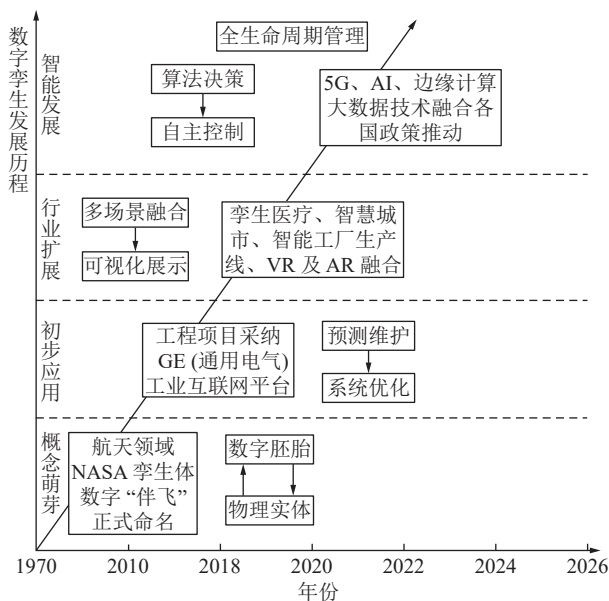 数字孪生发展历程
智能发展
全生命周期管理
算法决策
自主控制
5G、AI、边缘计算
大数据技术融合各
国政策推动
行业扩展
多场景融合
可视化展示
孪生医疗、智慧城
市、智能工厂生产
线、VR 及 AR 融合
初步应用
工程项目采纳
GE (通用电气)
工业互联网平台
预测维护
系统优化
概念萌芽
航天领域
NASA 孪生体
数字 “伴飞”
正式命名
数字胚胎
物理实体
1970 2010 2018 2020 2022 2024 2026
年份